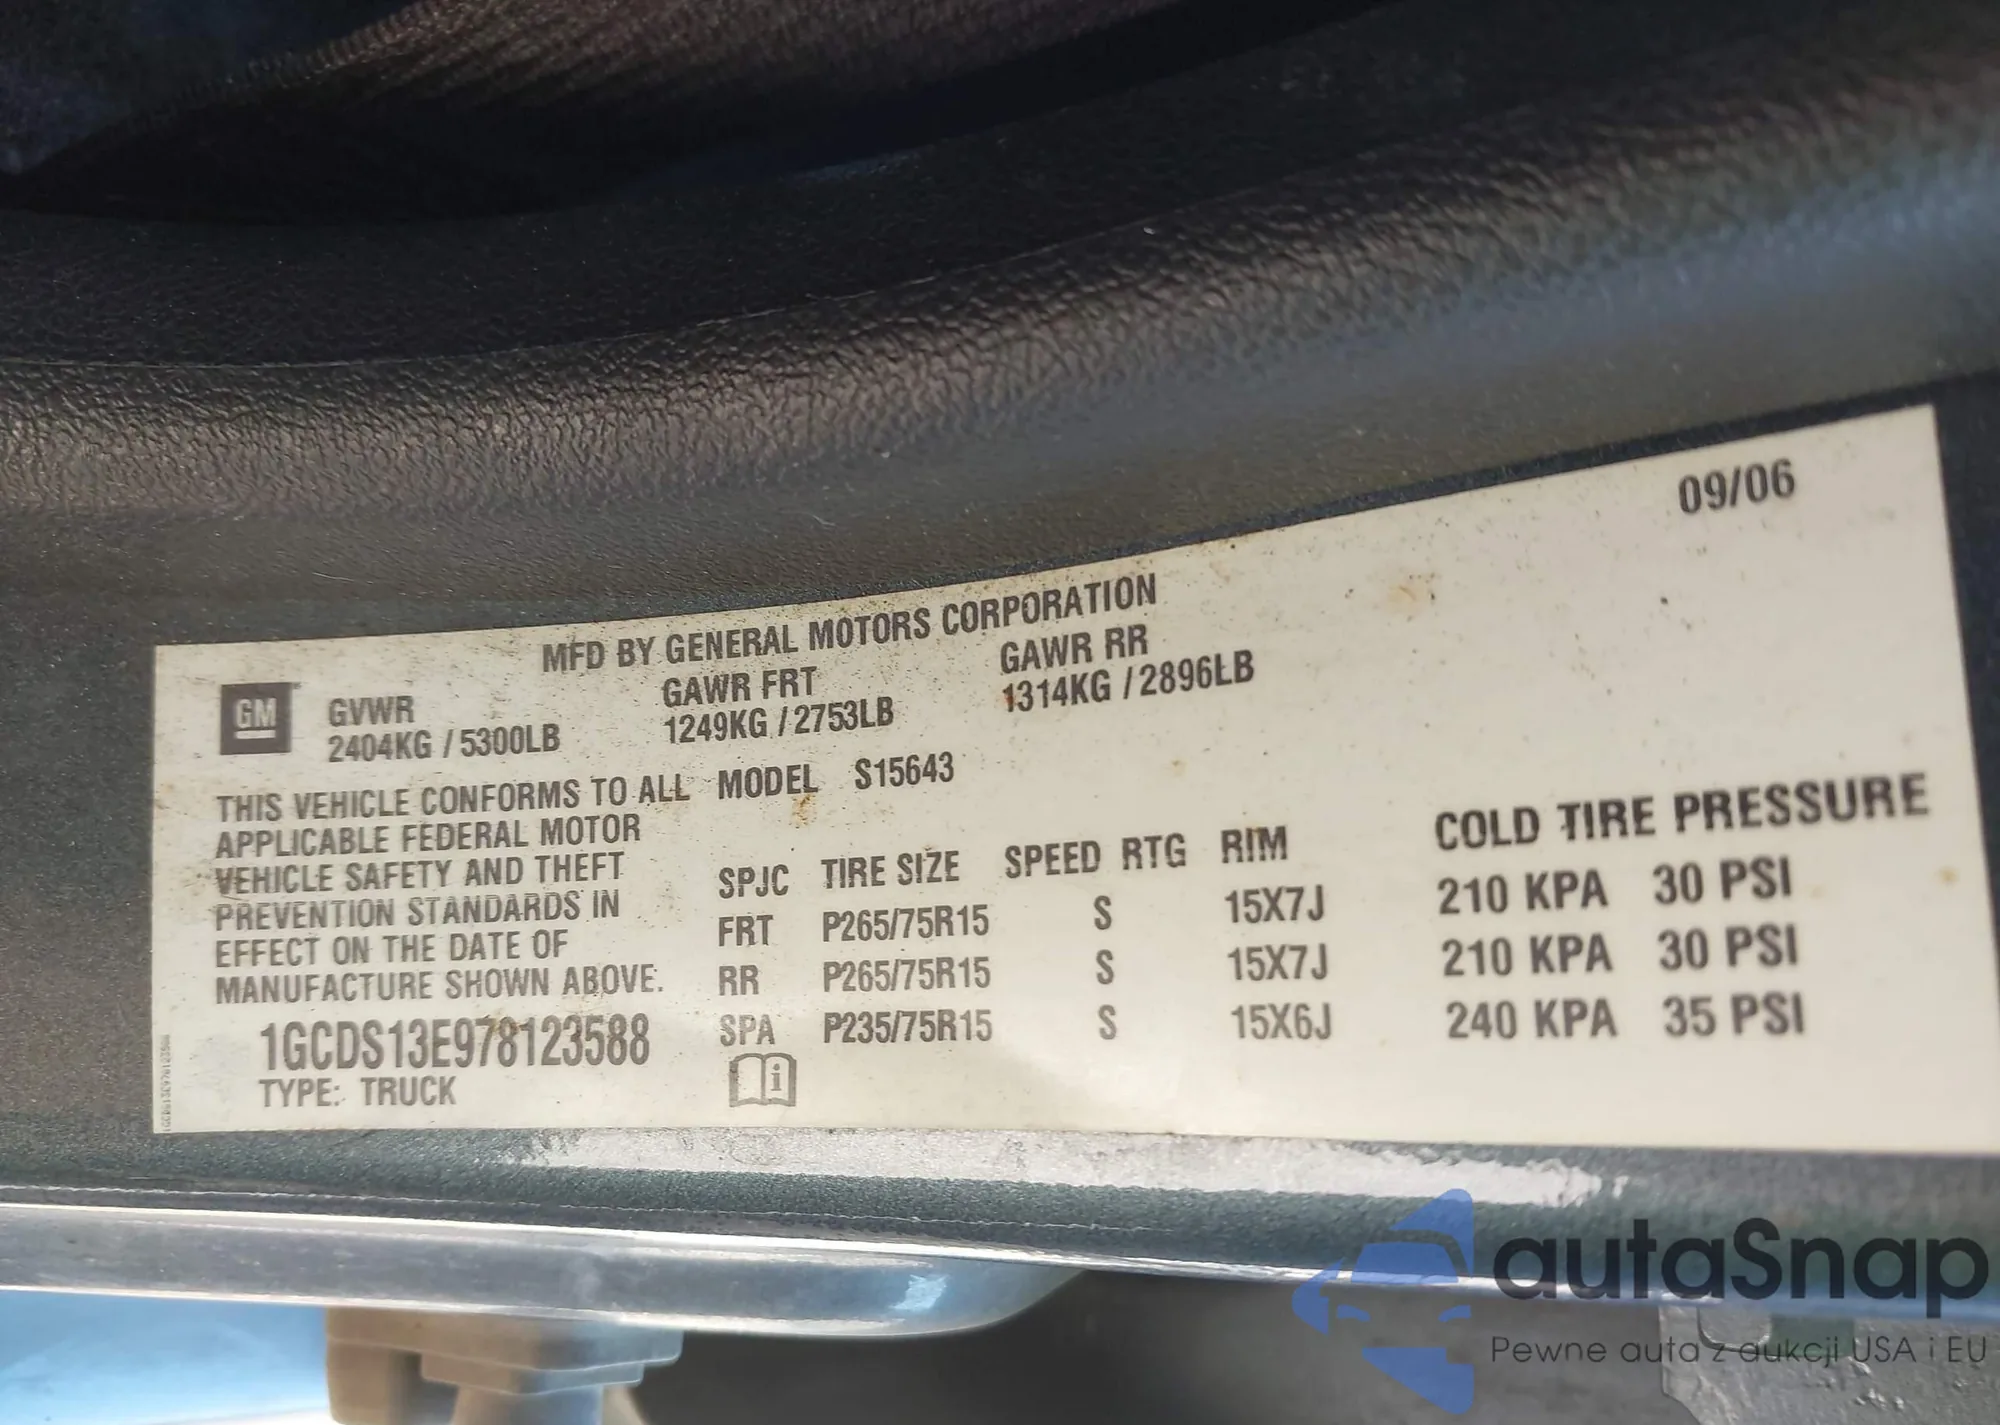 09/06
MFD BY GENERAL MOTORS CORPORATION
GM
GVWR GAWR FRT GAWR RR
2404KG / 5300LB 1249KG / 2753LB 1314KG / 2896LB
THIS VEHICLE CONFORMS TO ALL MODEL S15643
APPLICABLE FEDERAL MOTOR
VEHICLE SAFETY AND THEFT
PREVENTION STANDARDS IN
EFFECT ON THE DATE OF
MANUFACTURE SHOWN ABOVE.
SPJC TIRE SIZE SPEED RTG RIM COLD TIRE PRESSURE
FRT P265/75R15 S 15X7J 210 KPA 30 PSI
RR P265/75R15 S 15X7J 210 KPA 30 PSI
SPA P235/75R15 S 15X6J 240 KPA 35 PSI
1GCDS13E978123588
TYPE: TRUCK
i
autaSnap
Pewne auta z aukcji USA i EU